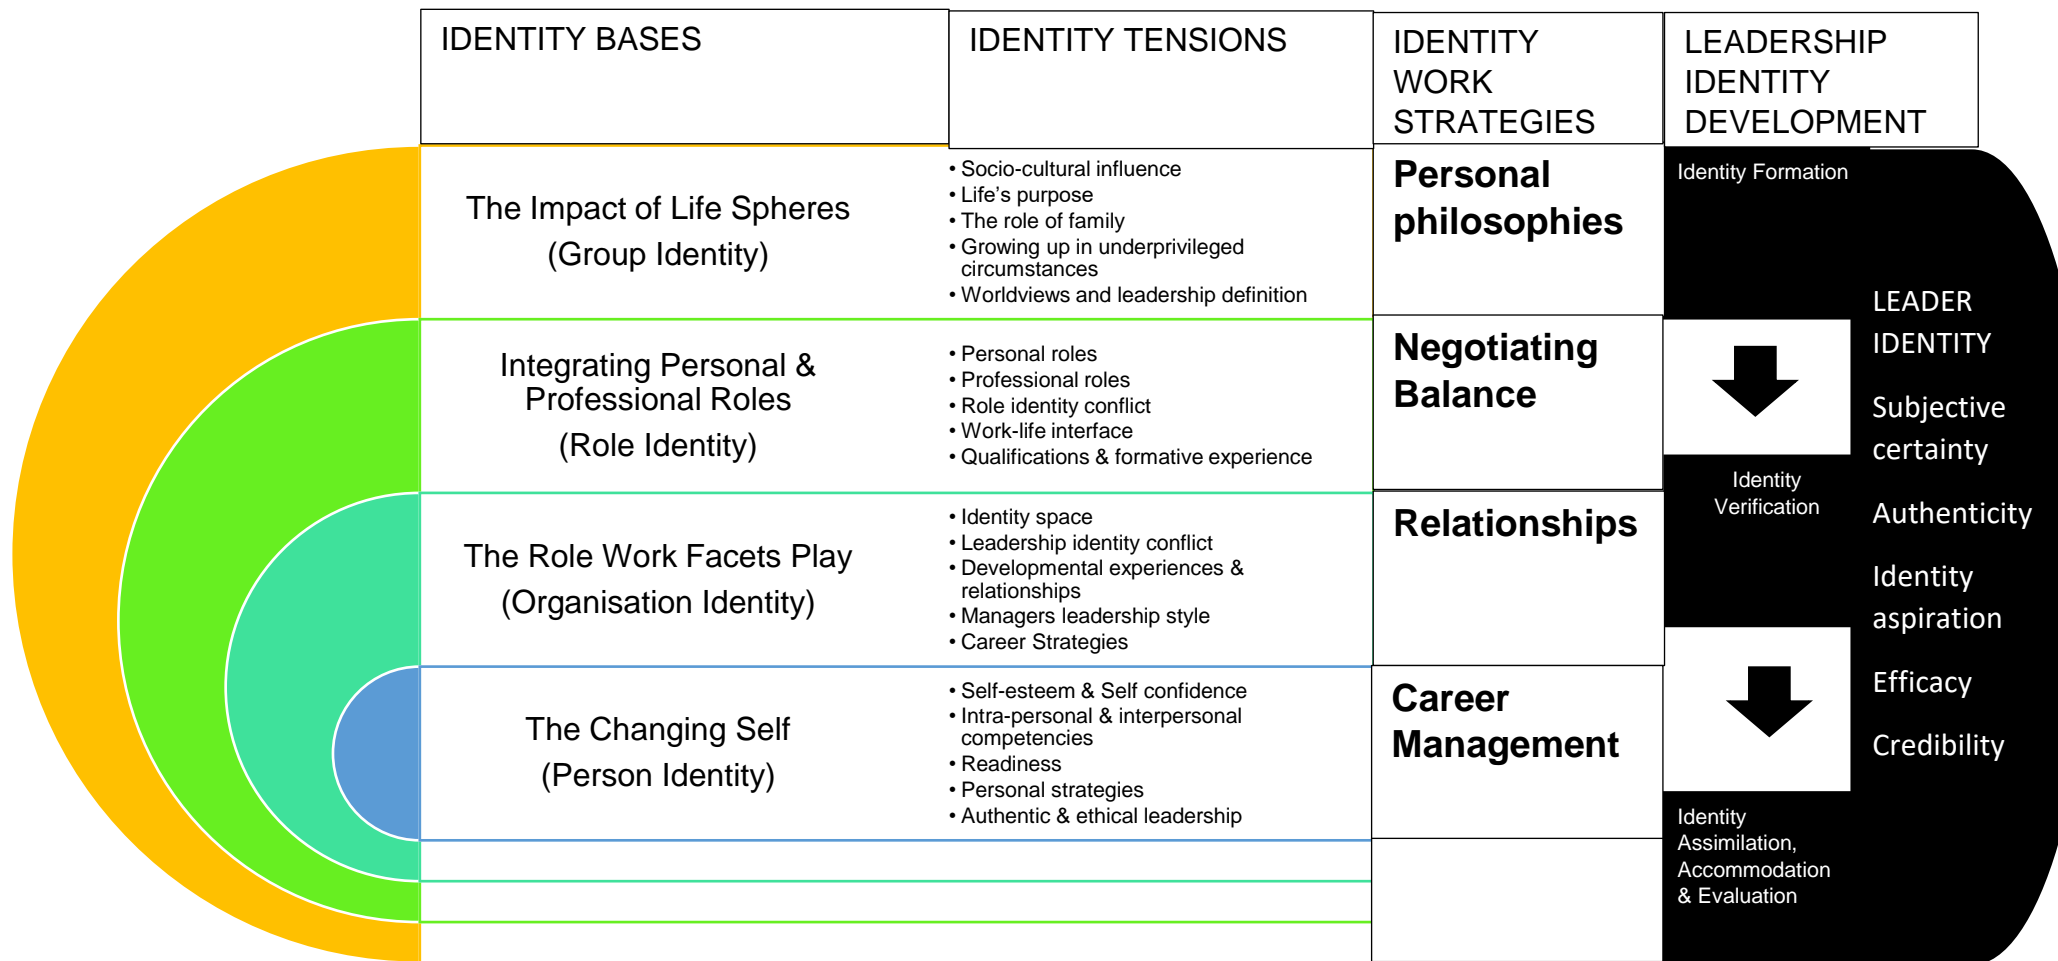 IDENTITY BASES
IDENTITY TENSIONS
IDENTITY
WORK
STRATEGIES
LEADERSHIP
IDENTITY
DEVELOPMENT
The Impact of Life Spheres
(Group Identity)
• Socio-cultural influence
• Life’s purpose
• The role of family
• Growing up in underprivileged
circumstances
• Worldviews and leadership definition
Personal
philosophies
Identity Formation
Integrating Personal &
Professional Roles
(Role Identity)
• Personal roles
• Professional roles
• Role identity conflict
• Work-life interface
• Qualifications & formative experience
Negotiating
Balance
Identity
Verification
The Role Work Facets Play
(Organisation Identity)
• Identity space
• Leadership identity conflict
• Developmental experiences &
relationships
• Managers leadership style
• Career Strategies
Relationships
The Changing Self
(Person Identity)
• Self-esteem & Self confidence
• Intra-personal & interpersonal
competencies
• Readiness
• Personal strategies
• Authentic & ethical leadership
Career
Management
Identity
Assimilation,
Accommodation
& Evaluation
LEADER
IDENTITY
Subjective
certainty
Authenticity
Identity
aspiration
Efficacy
Credibility